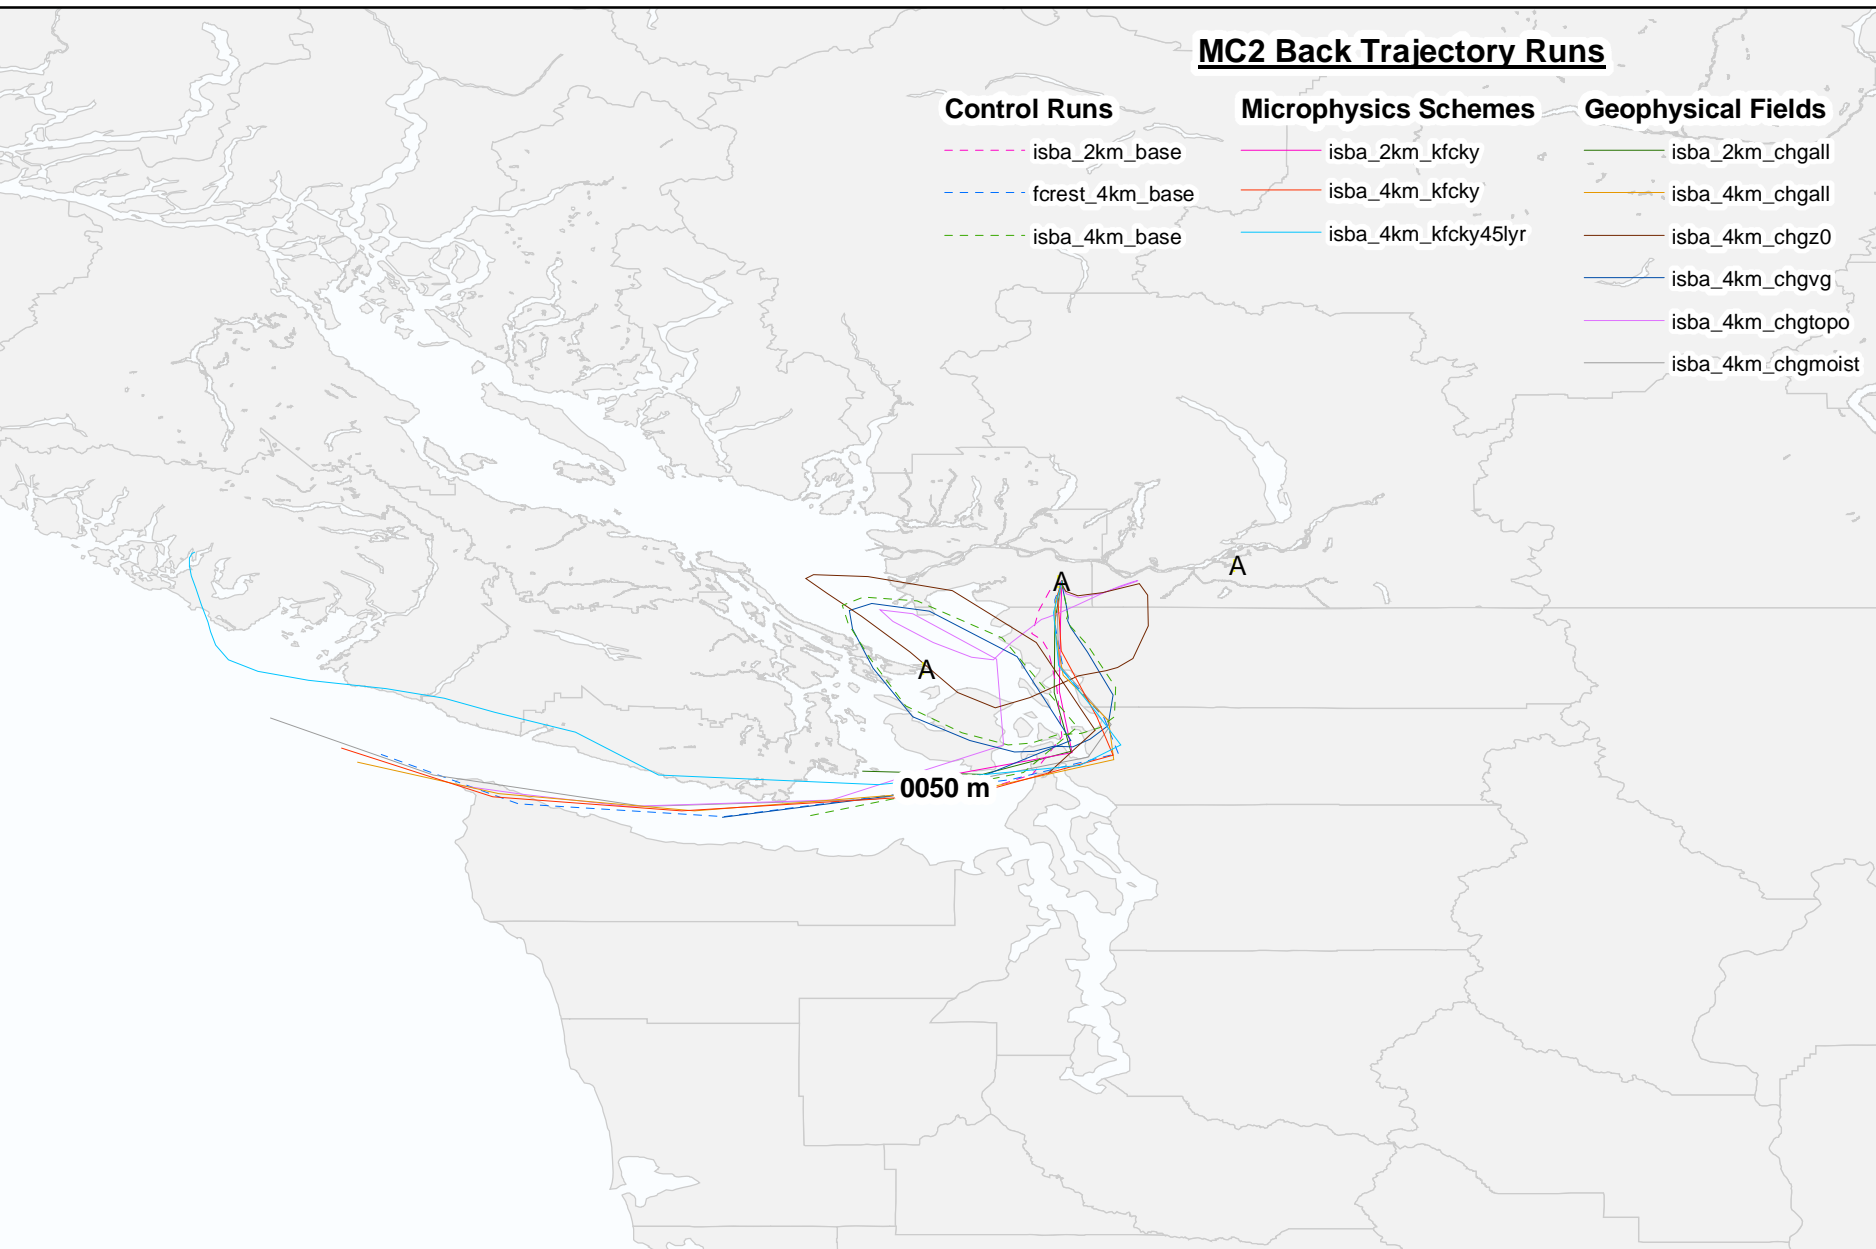 MC2 Back Trajectory Runs
Control Runs
isba_2km_base
fcrest_4km_base
isba_4km_base
Microphysics Schemes
isba_2km_kfcky
isba_4km_kfcky
isba_4km_kfcky45lyr
Geophysical Fields
isba_2km_chgall
isba_4km_chgall
isba_4km_chgz0
isba_4km_chgvg
isba_4km_chgtopo
isba_4km_chgmoist
A
A
A
0050 m